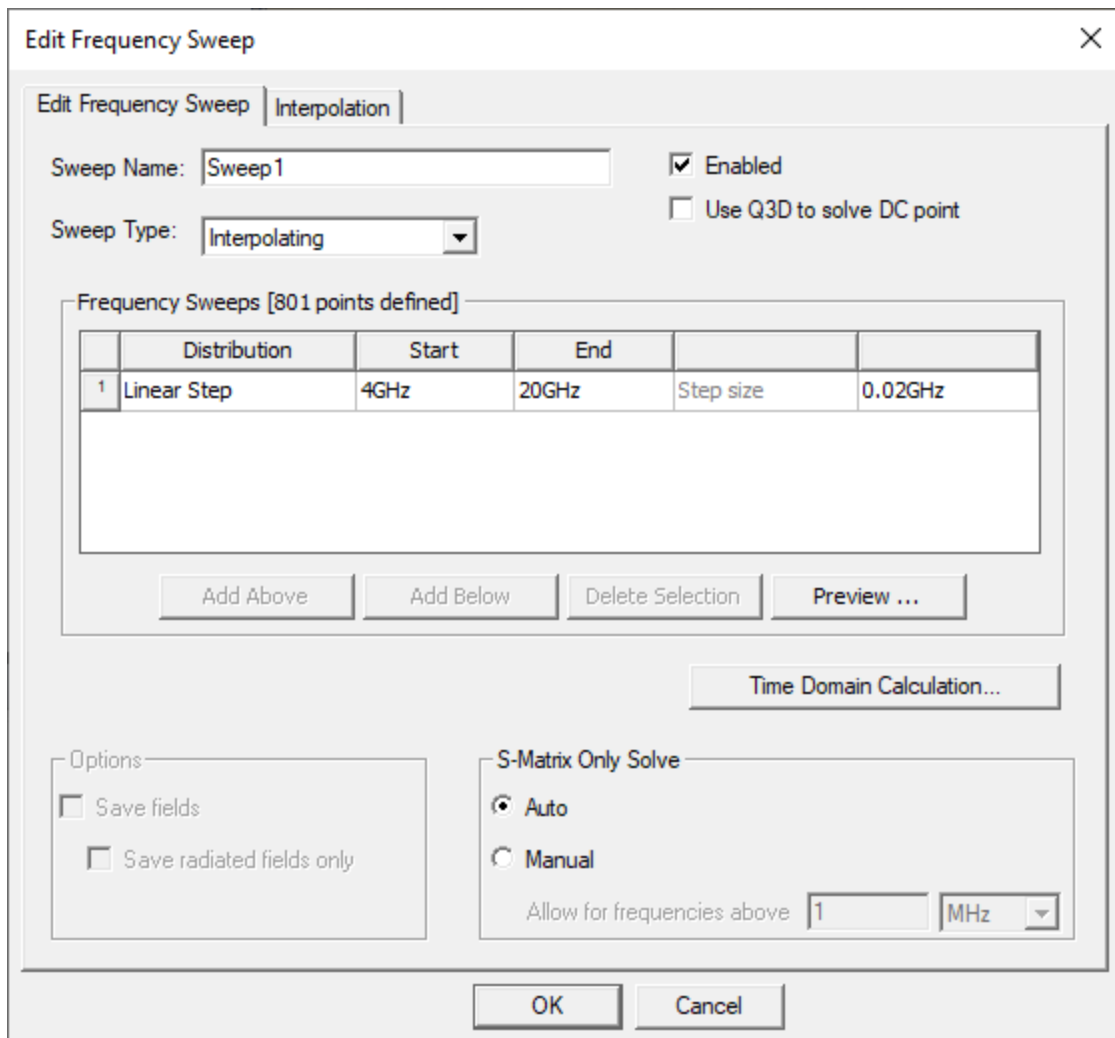 Edit Frequency Sweep
Edit Frequency Sweep Interpolation
Sweep Name: Sweep1
Enabled
Use Q3D to solve DC point
Sweep Type: Interpolating
Frequency Sweeps [801 points defined]
Distribution Start End
1 Linear Step 4GHz 20GHz Step size 0.02GHz
Add Above Add Below Delete Selection Preview ...
Time Domain Calculation...
Options
Save fields
Save radiated fields only
S-Matrix Only Solve
Auto
Manual
Allow for frequencies above 1 MHz
OK Cancel